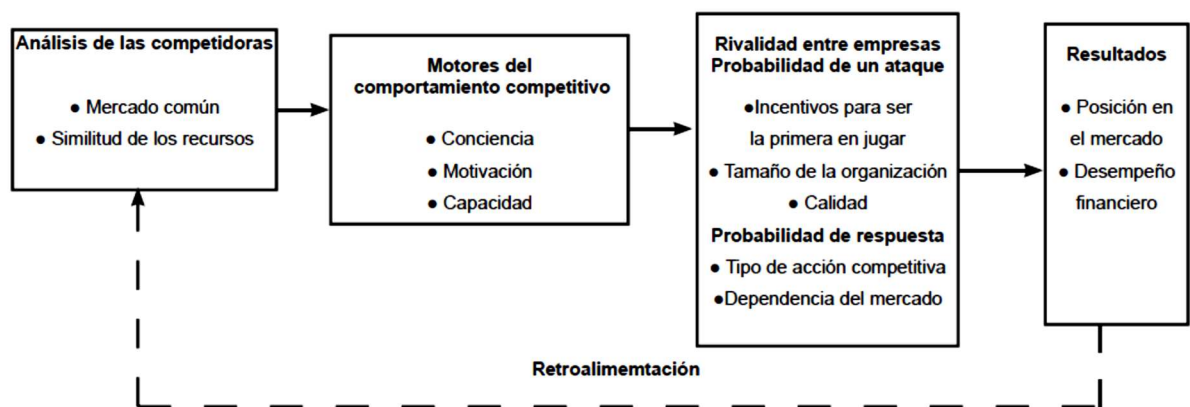 Análisis de las competidoras
● Mercado común
● Similitud de los recursos
Motores del
comportamiento competitivo
● Conciencia
● Motivación
● Capacidad
Rivalidad entre empresas
Probabilidad de un ataque
●Incentivos para ser
la primera en jugar
● Tamaño de la organización
● Calidad
Probabilidad de respuesta
● Tipo de acción competitiva
●Dependencia del mercado
Resultados
● Posición en
el mercado
● Desempeño
financiero
Retroalimemtación